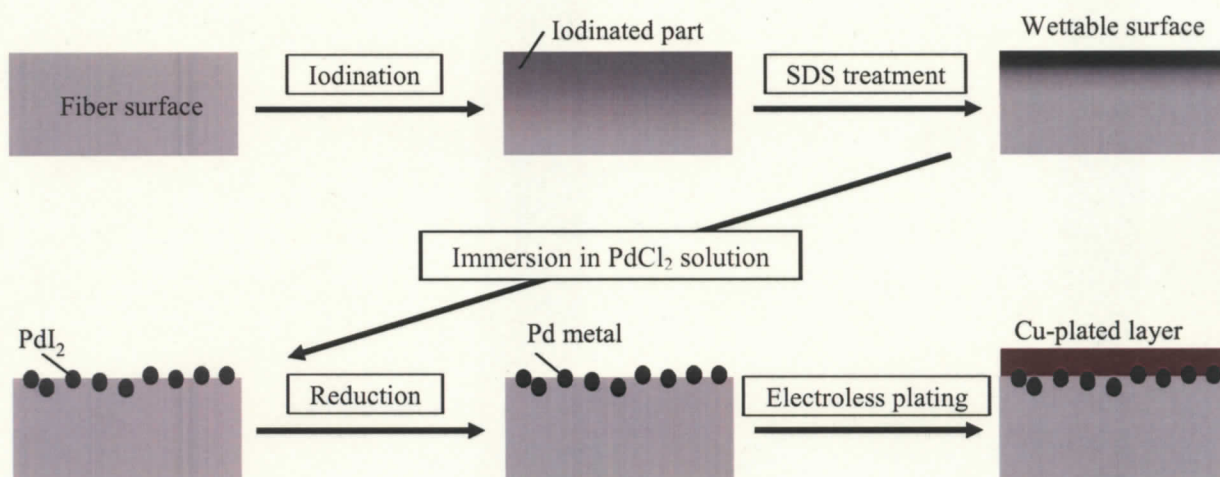 Fiber surface
Iodination
Iodinated part
SDS treatment
Wettable surface
Immersion in PdCl₂ solution
PdI₂
Reduction
Pd metal
Electroless plating
Cu-plated layer